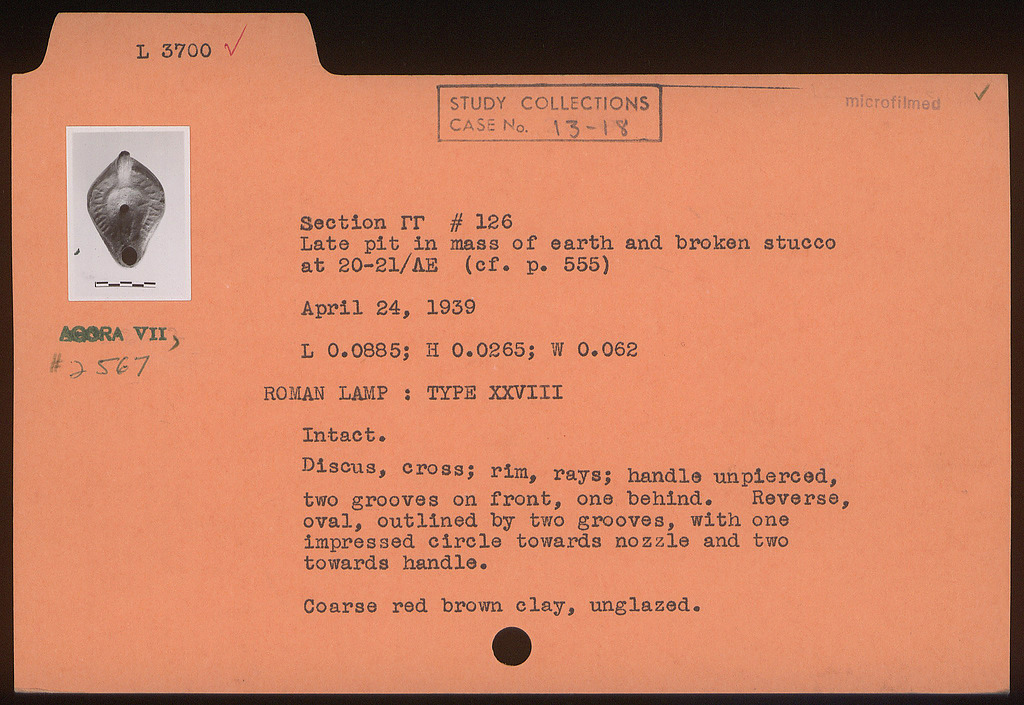 L 3700 ✓
STUDY COLLECTIONS
CASE No. 13-18
microfilmed ✓
Section ΓΓ # 126
Late pit in mass of earth and broken stucco
at 20-21/ΛΕ (cf. p. 555)
April 24, 1939
AGORA VII,
# 2567
L 0.0885; H 0.0265; W 0.062
ROMAN LAMP : TYPE XXVIII
Intact.
Discus, cross; rim, rays; handle unpierced,
two grooves on front, one behind. Reverse,
oval, outlined by two grooves, with one
impressed circle towards nozzle and two
towards handle.
Coarse red brown clay, unglazed.